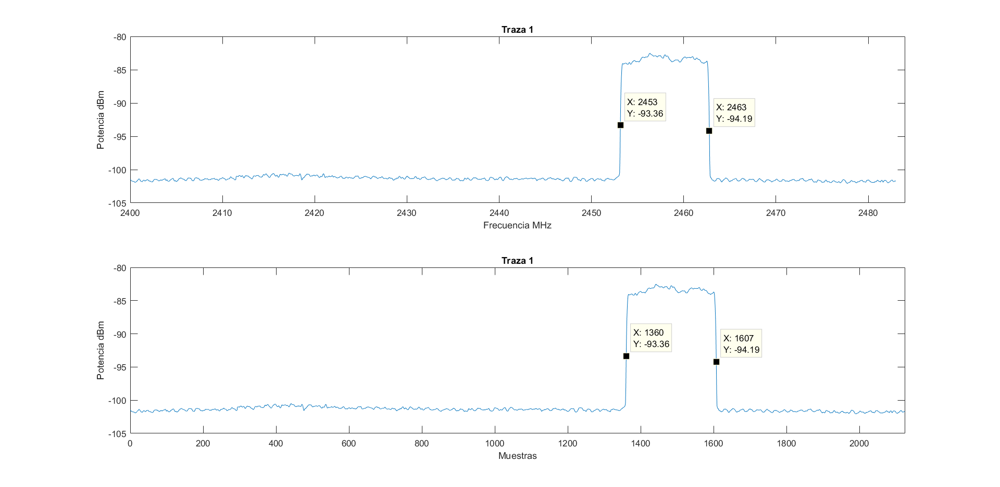 Traza 1
-80
-85
-90
-95
-100
-105
Potencia dBm
X: 2453
Y: -93.36
X: 2463
Y: -94.19
2400 2410 2420 2430 2440 2450 2460 2470 2480
Frecuencia MHz
Traza 1
-80
-85
-90
-95
-100
-105
Potencia dBm
X: 1360
Y: -93.36
X: 1607
Y: -94.19
0 200 400 600 800 1000 1200 1400 1600 1800 2000
Muestras